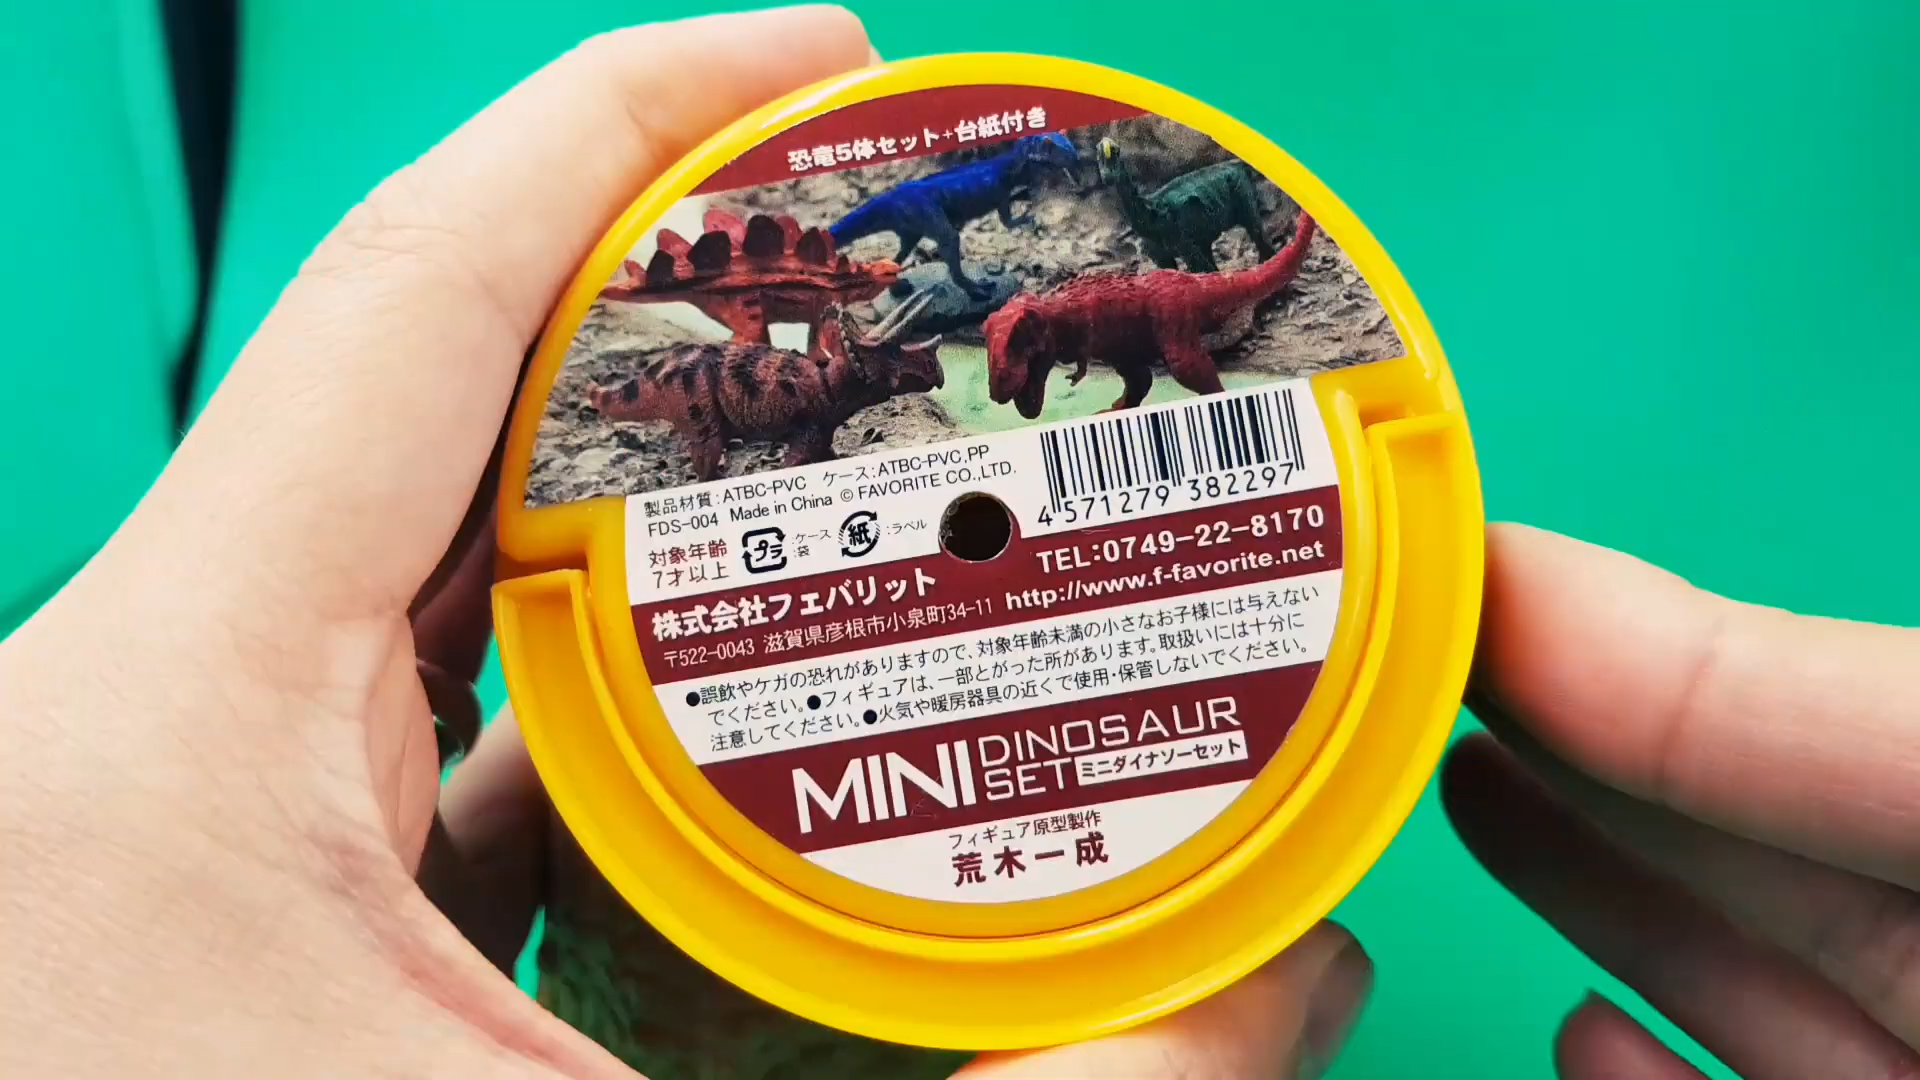 恐竜5体セット+台紙付き
製品材質:ATBC-PVC ケース:ATBC-PVC,PP
FDS-004 Made in China © FAVORITE CO.,LTD.
対象年齢
7才以上
プラ
:ケース
:袋
紙
:ラベル
4 571279 382297
株式会社フェバリット
TEL:0749-22-8170
〒522-0043 滋賀県彦根市小泉町34-11
http://www.f-favorite.net
●誤飲やケガの恐れがありますので、対象年齢未満の小さなお子様には与えない
でください。●フィギュアは、一部とがった所があります。取扱いには十分に
注意してください。●火気や暖房器具の近くで使用・保管しないでください。
MINI DINOSAUR
SET ミニダイナソーセット
フィギュア原型製作
荒木一成